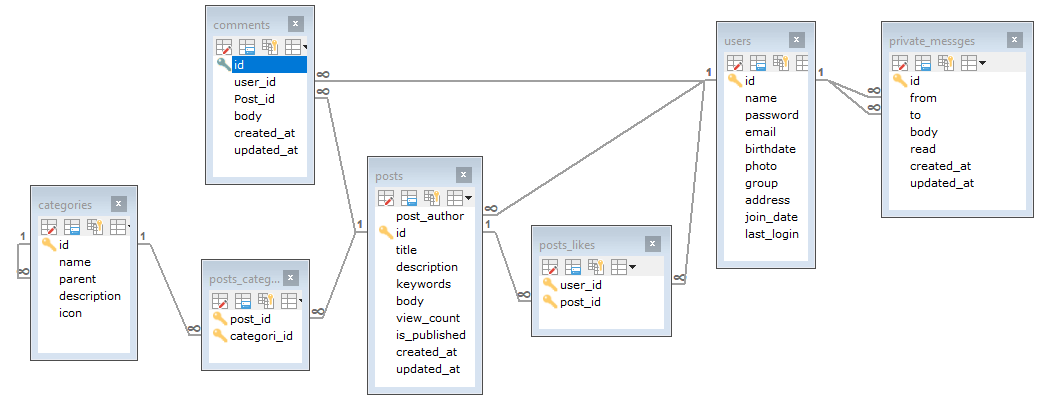 comments
id
user_id
Post_id
body
created_at
updated_at
users
id
name
password
email
birthdate
photo
group
address
join_date
last_login
private_messges
id
from
to
body
read
created_at
updated_at
categories
id
name
parent
description
icon
posts_categ...
post_id
categori_id
posts
post_author
id
title
description
keywords
body
view_count
is_published
created_at
updated_at
posts_likes
user_id
post_id
1
∞
∞
1
∞
1
∞
1
∞
∞
1
∞
∞
1
∞
1
∞
∞